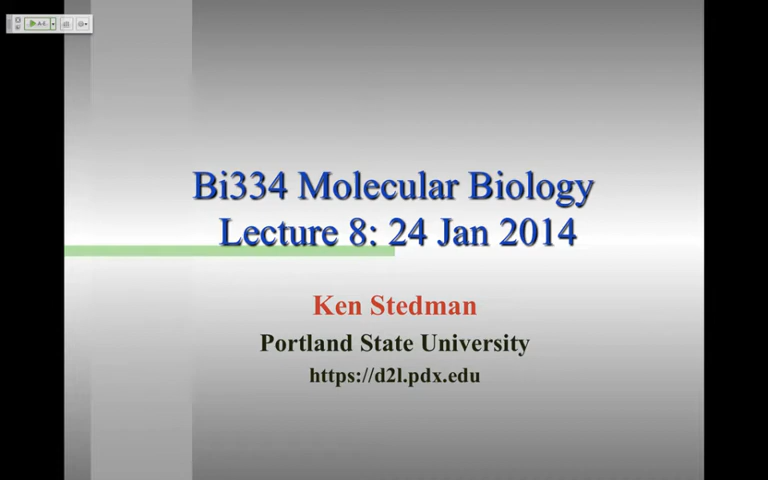 Bi334 Molecular Biology
Lecture 8: 24 Jan 2014
Ken Stedman
Portland State University
https://d2l.pdx.edu